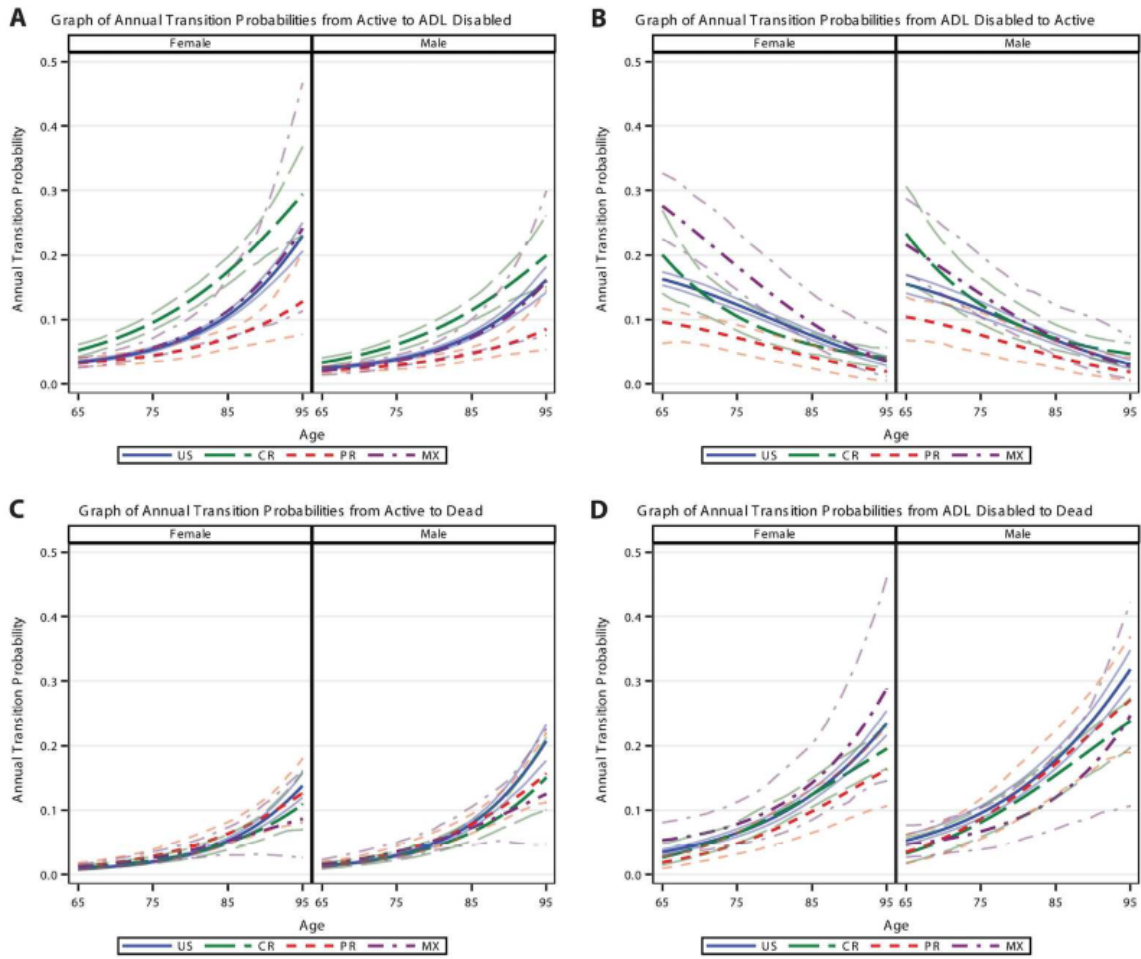 A Graph of Annual Transition Probabilities from Active to ADL Disabled
Female Male
Annual Transition Probability
0.5
0.4
0.3
0.2
0.1
0.0
65 75 85 95 65 75 85 95
Age
US CR PR MX
B Graph of Annual Transition Probabilities from ADL Disabled to Active
Female Male
Annual Transition Probability
0.5
0.4
0.3
0.2
0.1
0.0
65 75 85 95 65 75 85 95
Age
US CR PR MX
C Graph of Annual Transition Probabilities from Active to Dead
Female Male
Annual Transition Probability
0.5
0.4
0.3
0.2
0.1
0.0
65 75 85 95 65 75 85 95
Age
US CR PR MX
D Graph of Annual Transition Probabilities from ADL Disabled to Dead
Female Male
Annual Transition Probability
0.5
0.4
0.3
0.2
0.1
0.0
65 75 85 95 65 75 85 95
Age
US CR PR MX